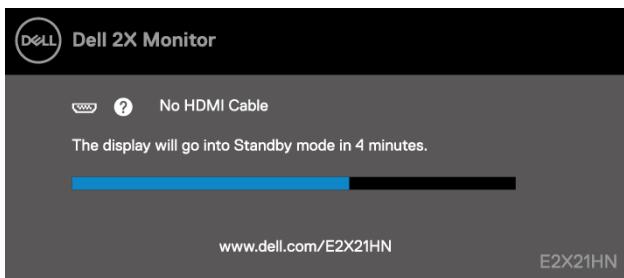 DELL Dell 2X Monitor
? No HDMI Cable
The display will go into Standby mode in 4 minutes.
www.dell.com/E2X21HN
E2X21HN